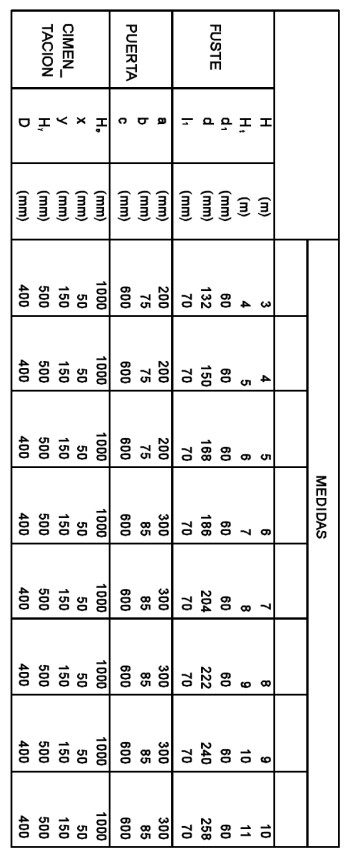 MEDIDAS
FUSTE
H (m) 3 4 5 6 7 8 9 10
H₁ (m) 4 5 6 7 8 9 10 11
d₁ (mm) 60 60 60 60 60 60 60 60
d (mm) 132 150 168 186 204 222 240 258
l₁ (mm) 70 70 70 70 70 70 70 70
PUERTA
a (mm) 200 200 200 300 300 300 300 300
b (mm) 75 75 75 85 85 85 85 85
c (mm) 600 600 600 600 600 600 600 600
CIMEN_
TACION
Hₑ (mm) 1000 1000 1000 1000 1000 1000 1000 1000
x (mm) 50 50 50 50 50 50 50 50
y (mm) 150 150 150 150 150 150 150 150
Hᵧ (mm) 500 500 500 500 500 500 500 500
D (mm) 400 400 400 400 400 400 400 400